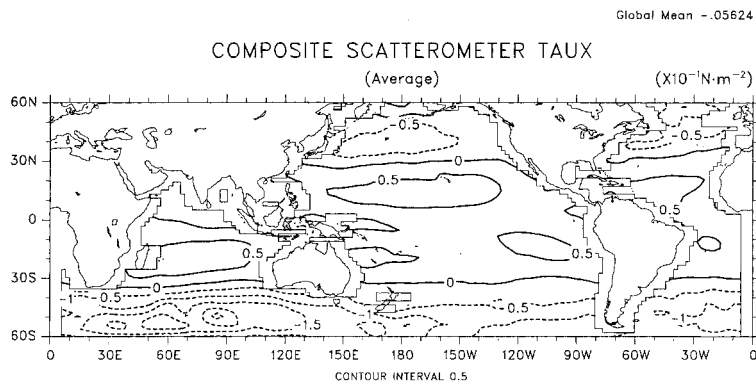 Global Mean -.05624
COMPOSITE SCATTEROMETER TAUX
(Average)
(X10⁻¹N·m⁻²)
60N
30N
0
30S
60S
0.5
0
0.5
-0.5
0
0.5
0.5
0.5
0.5
0
0
0.5
-1
-1.5
-1
-0.5
-1
0 30E 60E 90E 120E 150E 180 150W 120W 90W 60W 30W 0
CONTOUR INTERVAL 0.5